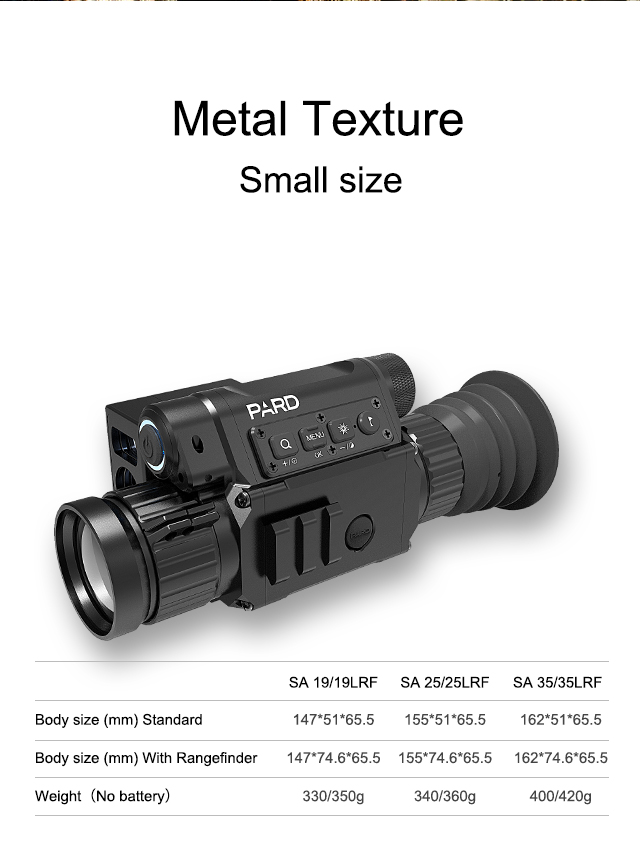 Metal Texture
Small size
PARD
MENU
+/
OK
−/
SA 19/19LRF SA 25/25LRF SA 35/35LRF
Body size (mm) Standard 147*51*65.5 155*51*65.5 162*51*65.5
Body size (mm) With Rangefinder 147*74.6*65.5 155*74.6*65.5 162*74.6*65.5
Weight（No battery） 330/350g 340/360g 400/420g